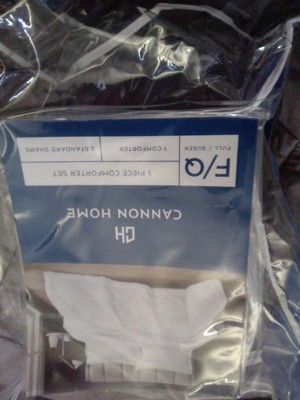 CH
CANNON HOME
3 PIECE COMFORTER SET
F/Q
FULL / QUEEN
1 COMFORTER
2 STANDARD SHAMS